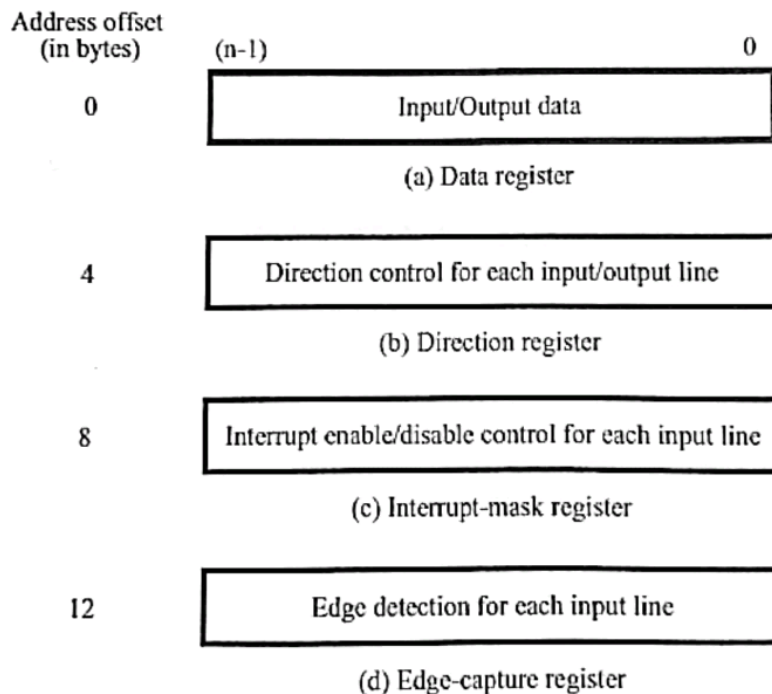 Address offset
(in bytes)
(n-1) 0
0 Input/Output data
(a) Data register
4 Direction control for each input/output line
(b) Direction register
8 Interrupt enable/disable control for each input line
(c) Interrupt-mask register
12 Edge detection for each input line
(d) Edge-capture register